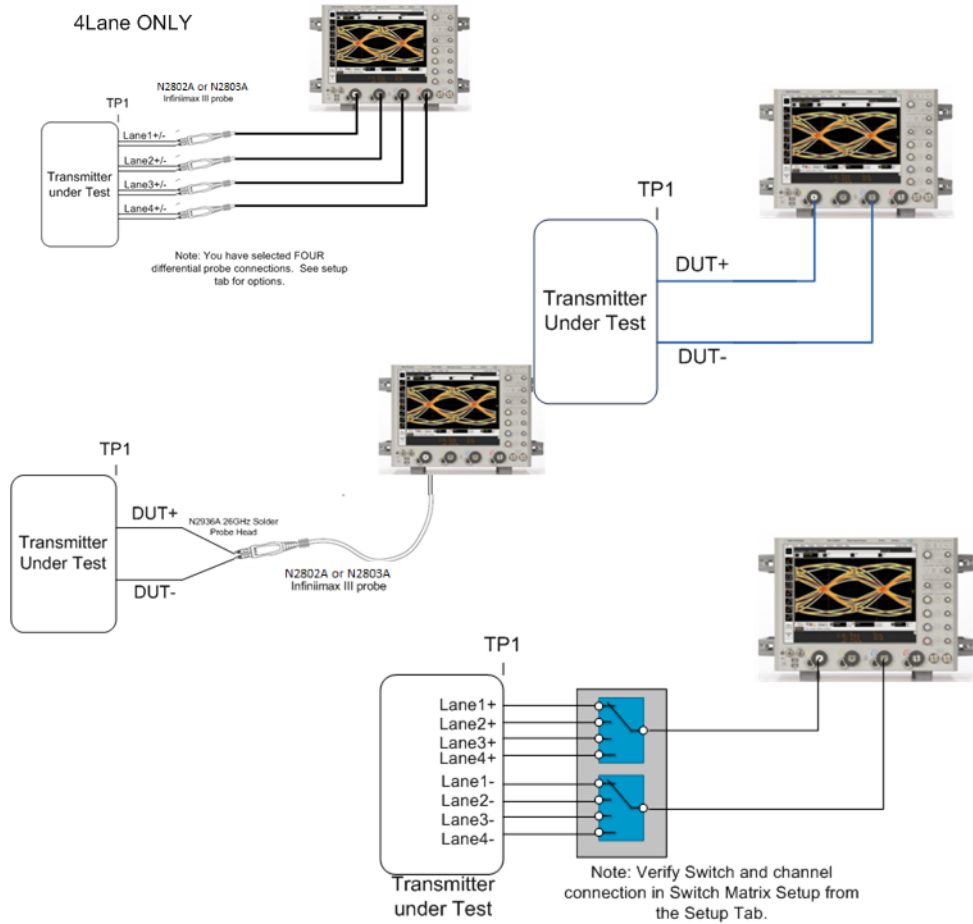 4Lane ONLY
N2802A or N2803A
Infiniimax III probe
TP1
Lane1+/-
Lane2+/-
Lane3+/-
Lane4+/-
Transmitter
under Test
Note: You have selected FOUR
differential probe connections. See setup
tab for options.
TP1
DUT+
DUT-
Transmitter
Under Test
TP1
DUT+
DUT-
Transmitter
Under Test
N2936A 26GHz Solder
Probe Head
N2802A or N2803A
Infiniimax III probe
TP1
Lane1+
Lane2+
Lane3+
Lane4+
Lane1-
Lane2-
Lane3-
Lane4-
Transmitter
under Test
Note: Verify Switch and channel
connection in Switch Matrix Setup from
the Setup Tab.